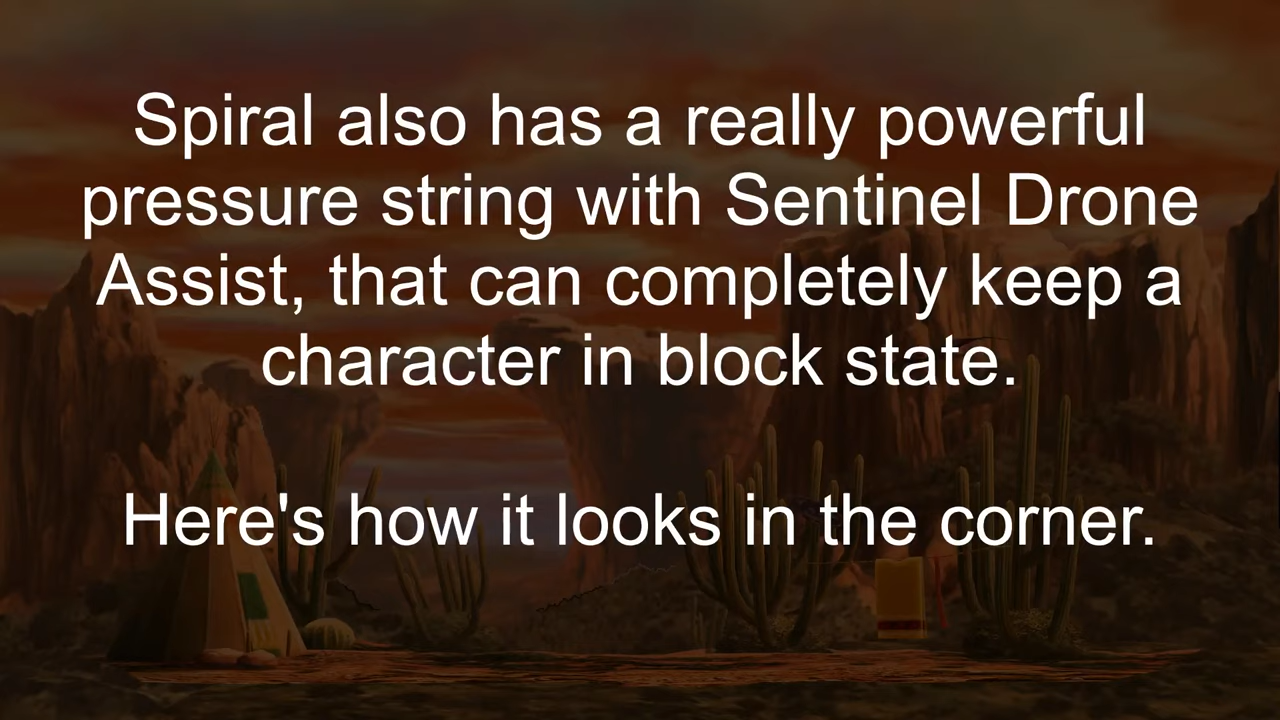 Spiral also has a really powerful
pressure string with Sentinel Drone
Assist, that can completely keep a
character in block state.
Here's how it looks in the corner.